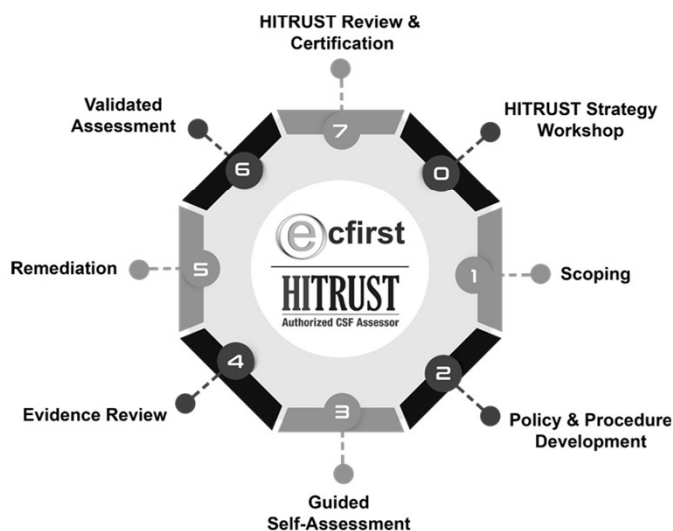 HITRUST Review &
Certification
7
Validated
Assessment
6
HITRUST Strategy
Workshop
0
ecfirst
HITRUST
Authorized CSF Assessor
Remediation
5
Scoping
1
Evidence Review
4
Policy & Procedure
Development
2
3
Guided
Self-Assessment